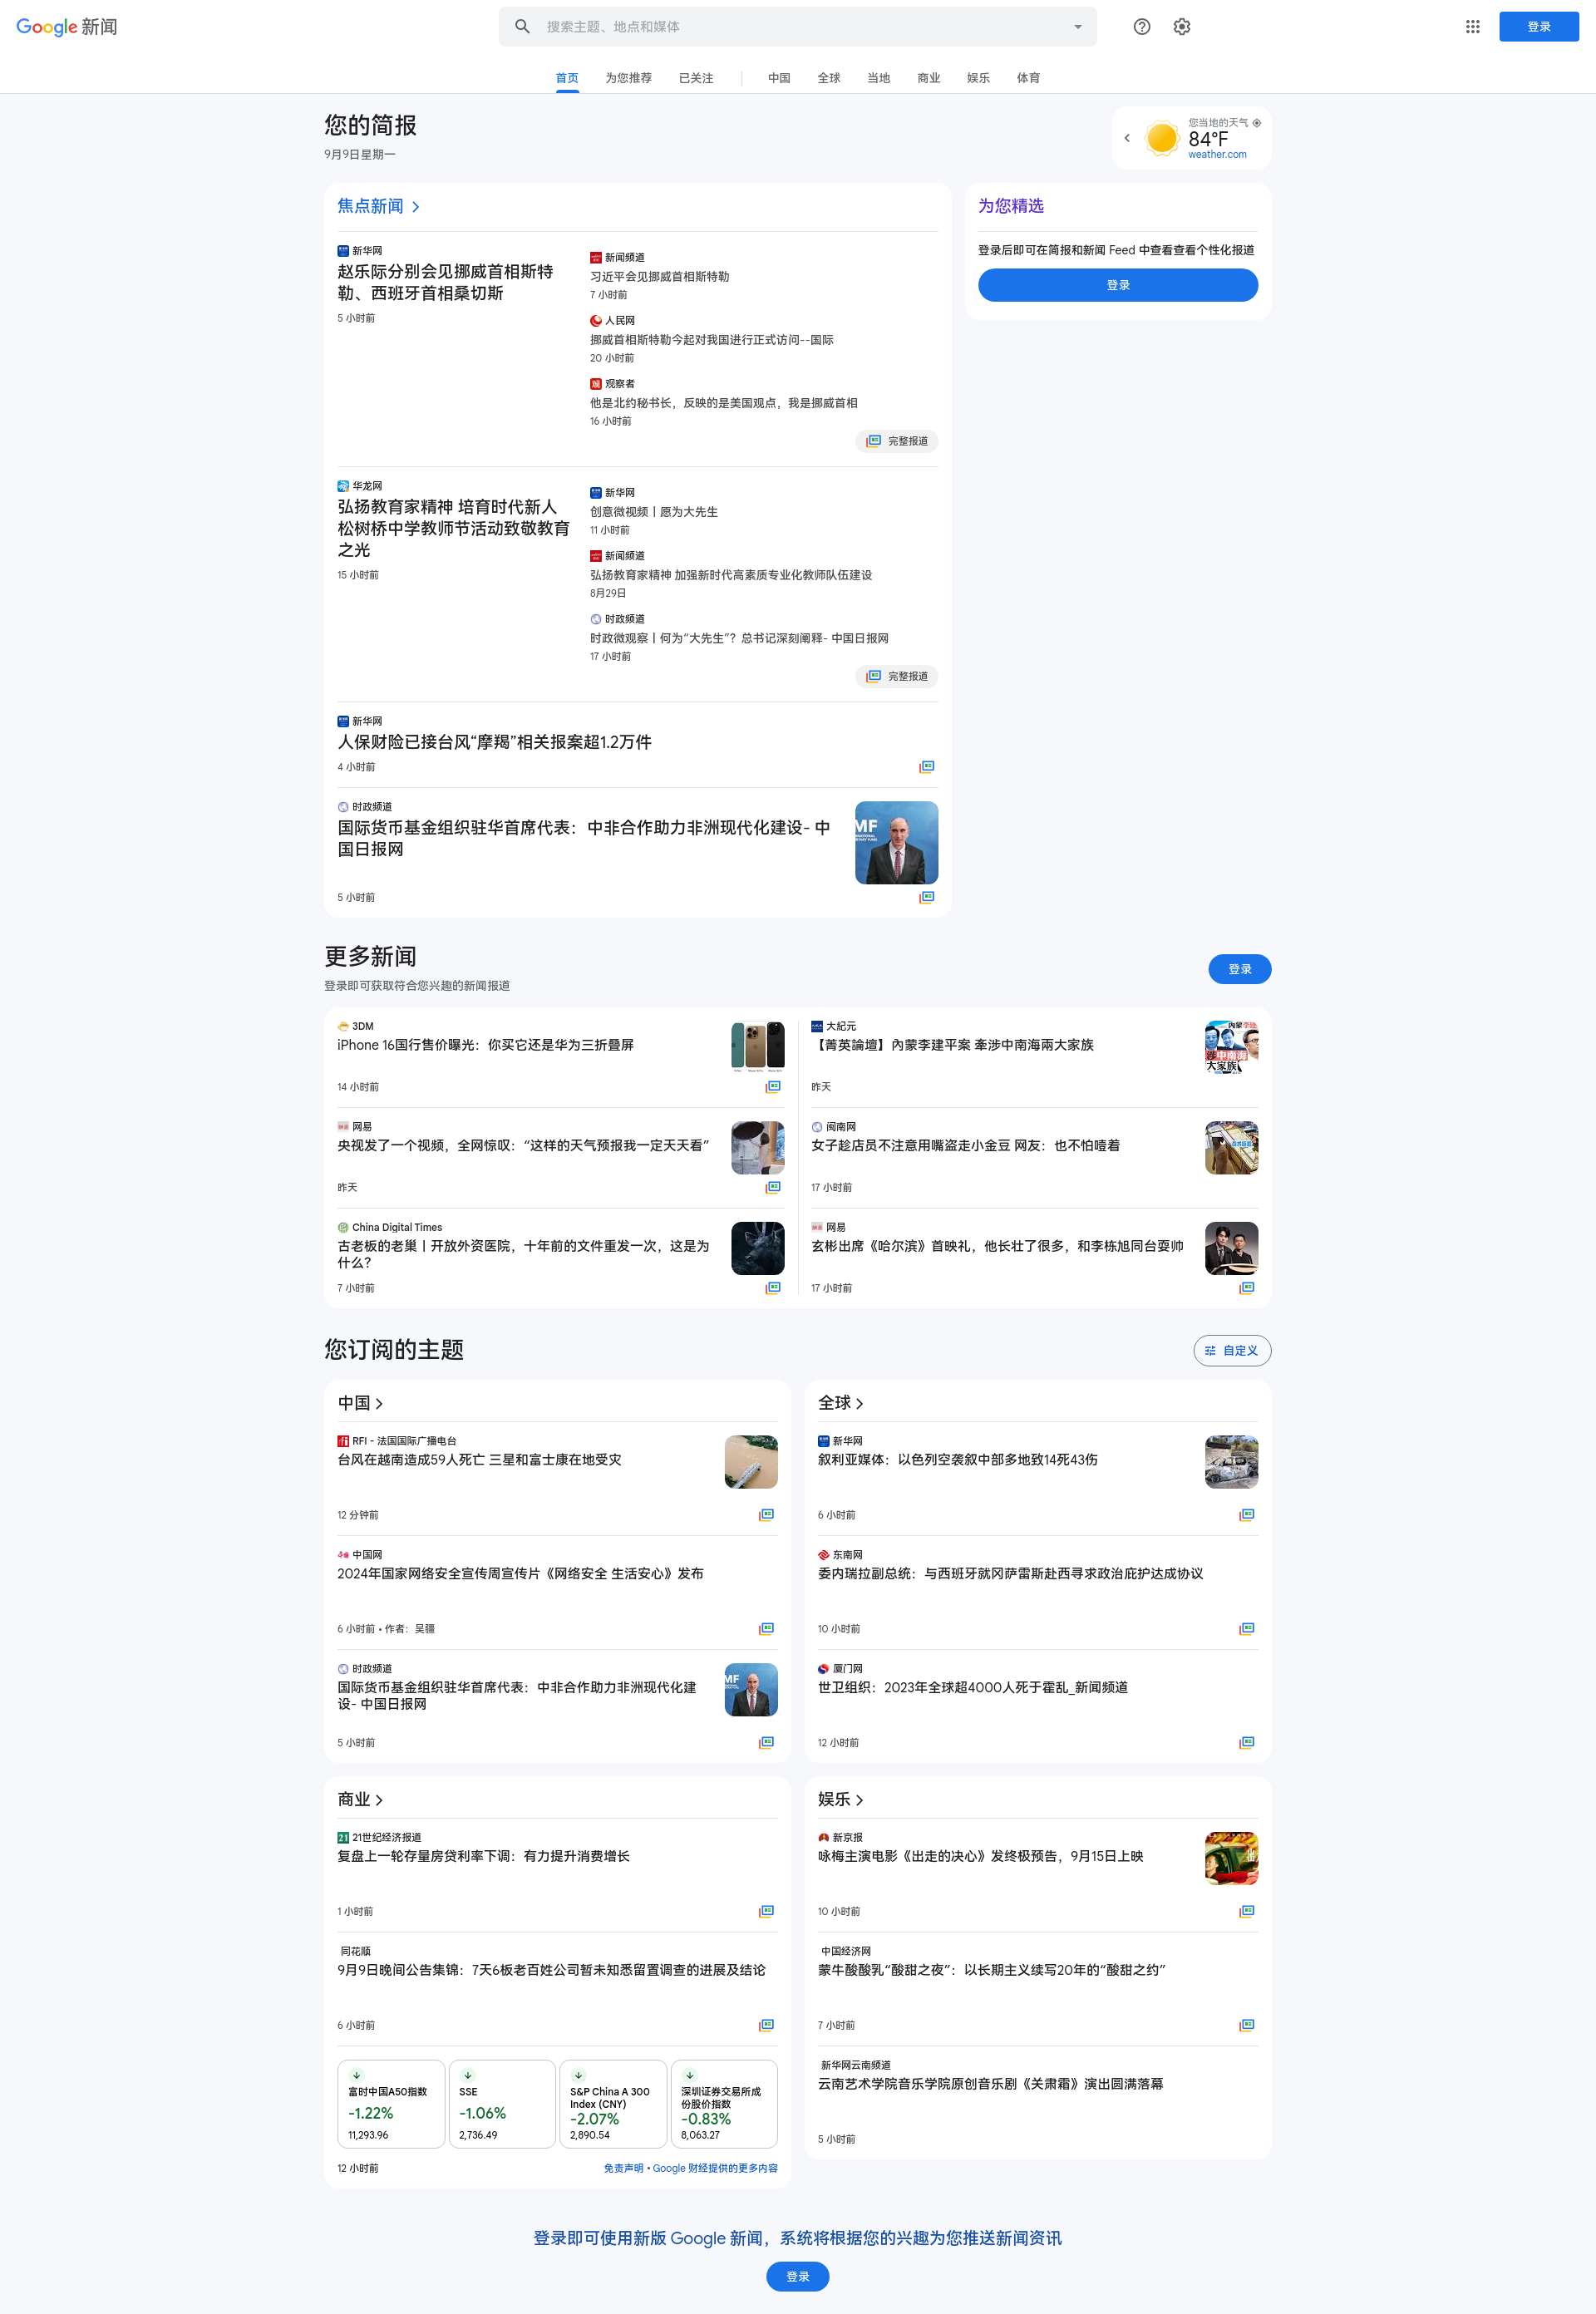 Google 新闻
搜索主题、地点和媒体
登录
首页
为您推荐
已关注
中国
全球
当地
商业
娱乐
体育
您的简报
9月9日星期一
您当地的天气
84°F
weather.com
焦点新闻
新华网
赵乐际分别会见挪威首相斯特
勒、西班牙首相桑切斯
5 小时前
新闻频道
习近平会见挪威首相斯特勒
7 小时前
人民网
挪威首相斯特勒今起对我国进行正式访问--国际
20 小时前
观察者
他是北约秘书长，反映的是美国观点，我是挪威首相
16 小时前
完整报道
华龙网
弘扬教育家精神 培育时代新人
松树桥中学教师节活动致敬教育
之光
15 小时前
新华网
创意微视频丨愿为大先生
11 小时前
新闻频道
弘扬教育家精神 加强新时代高素质专业化教师队伍建设
8月29日
时政频道
时政微观察丨何为“大先生”？总书记深刻阐释- 中国日报网
17 小时前
完整报道
新华网
人保财险已接台风“摩羯”相关报案超1.2万件
4 小时前
时政频道
国际货币基金组织驻华首席代表：中非合作助力非洲现代化建设- 中
国日报网
5 小时前
为您精选
登录后即可在简报和新闻 Feed 中查看查看个性化报道
登录
更多新闻
登录即可获取符合您兴趣的新闻报道
登录
3DM
iPhone 16国行售价曝光：你买它还是华为三折叠屏
14 小时前
网易
央视发了一个视频，全网惊叹：“这样的天气预报我一定天天看”
昨天
China Digital Times
古老板的老巢丨开放外资医院，十年前的文件重发一次，这是为
什么？
7 小时前
大紀元
【菁英論壇】內蒙李建平案 牽涉中南海兩大家族
昨天
闽南网
女子趁店员不注意用嘴盗走小金豆 网友：也不怕噎着
17 小时前
网易
玄彬出席《哈尔滨》首映礼，他长壮了很多，和李栋旭同台耍帅
17 小时前
您订阅的主题
自定义
中国
RFI - 法国国际广播电台
台风在越南造成59人死亡 三星和富士康在地受灾
12 分钟前
中国网
2024年国家网络安全宣传周宣传片《网络安全 生活安心》发布
6 小时前 • 作者：吴疆
时政频道
国际货币基金组织驻华首席代表：中非合作助力非洲现代化建
设- 中国日报网
5 小时前
全球
新华网
叙利亚媒体：以色列空袭叙中部多地致14死43伤
6 小时前
东南网
委内瑞拉副总统：与西班牙就冈萨雷斯赴西寻求政治庇护达成协议
10 小时前
厦门网
世卫组织：2023年全球超4000人死于霍乱_新闻频道
12 小时前
商业
21世纪经济报道
复盘上一轮存量房贷利率下调：有力提升消费增长
1 小时前
同花顺
9月9日晚间公告集锦：7天6板老百姓公司暂未知悉留置调查的进展及结论
6 小时前
富时中国A50指数
-1.22%
11,293.96
SSE
-1.06%
2,736.49
S&P China A 300
Index (CNY)
-2.07%
2,890.54
深圳证券交易所成
份股价指数
-0.83%
8,063.27
12 小时前
免责声明 • Google 财经提供的更多内容
娱乐
新京报
咏梅主演电影《出走的决心》发终极预告，9月15日上映
10 小时前
中国经济网
蒙牛酸酸乳“酸甜之夜”：以长期主义续写20年的“酸甜之约”
7 小时前
新华网云南频道
云南艺术学院音乐学院原创音乐剧《关肃霜》演出圆满落幕
5 小时前
登录即可使用新版 Google 新闻，系统将根据您的兴趣为您推送新闻资讯
登录